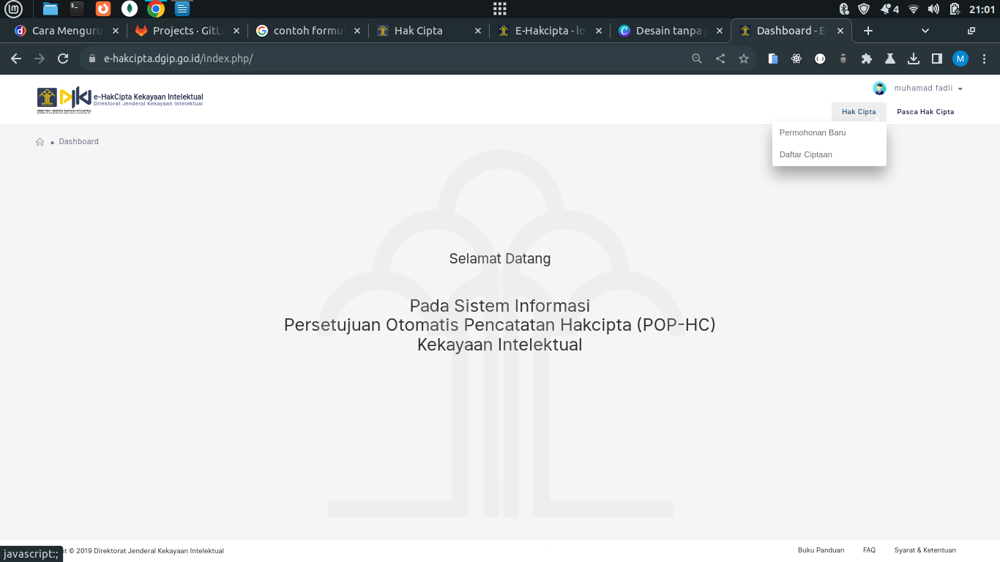 4
21:01
Cara Menguru
Projects · GitL
contoh formu
Hak Cipta
E-Hakcipta - lo
Desain tanpa
Dashboard - E
e-hakcipta.dgip.go.id/index.php/
M
e-HakCipta Kekayaan Intelektual
Direktorat Jenderal Kekayaan Intelektual
muhamad fadli
Hak Cipta
Pasca Hak Cipta
Permohonan Baru
Daftar Ciptaan
Dashboard
Selamat Datang
Pada Sistem Informasi
Persetujuan Otomatis Pencatatan Hakcipta (POP-HC)
Kekayaan Intelektual
© 2019 Direktorat Jenderal Kekayaan Intelektual
Buku Panduan
FAQ
Syarat & Ketentuan
javascript:;